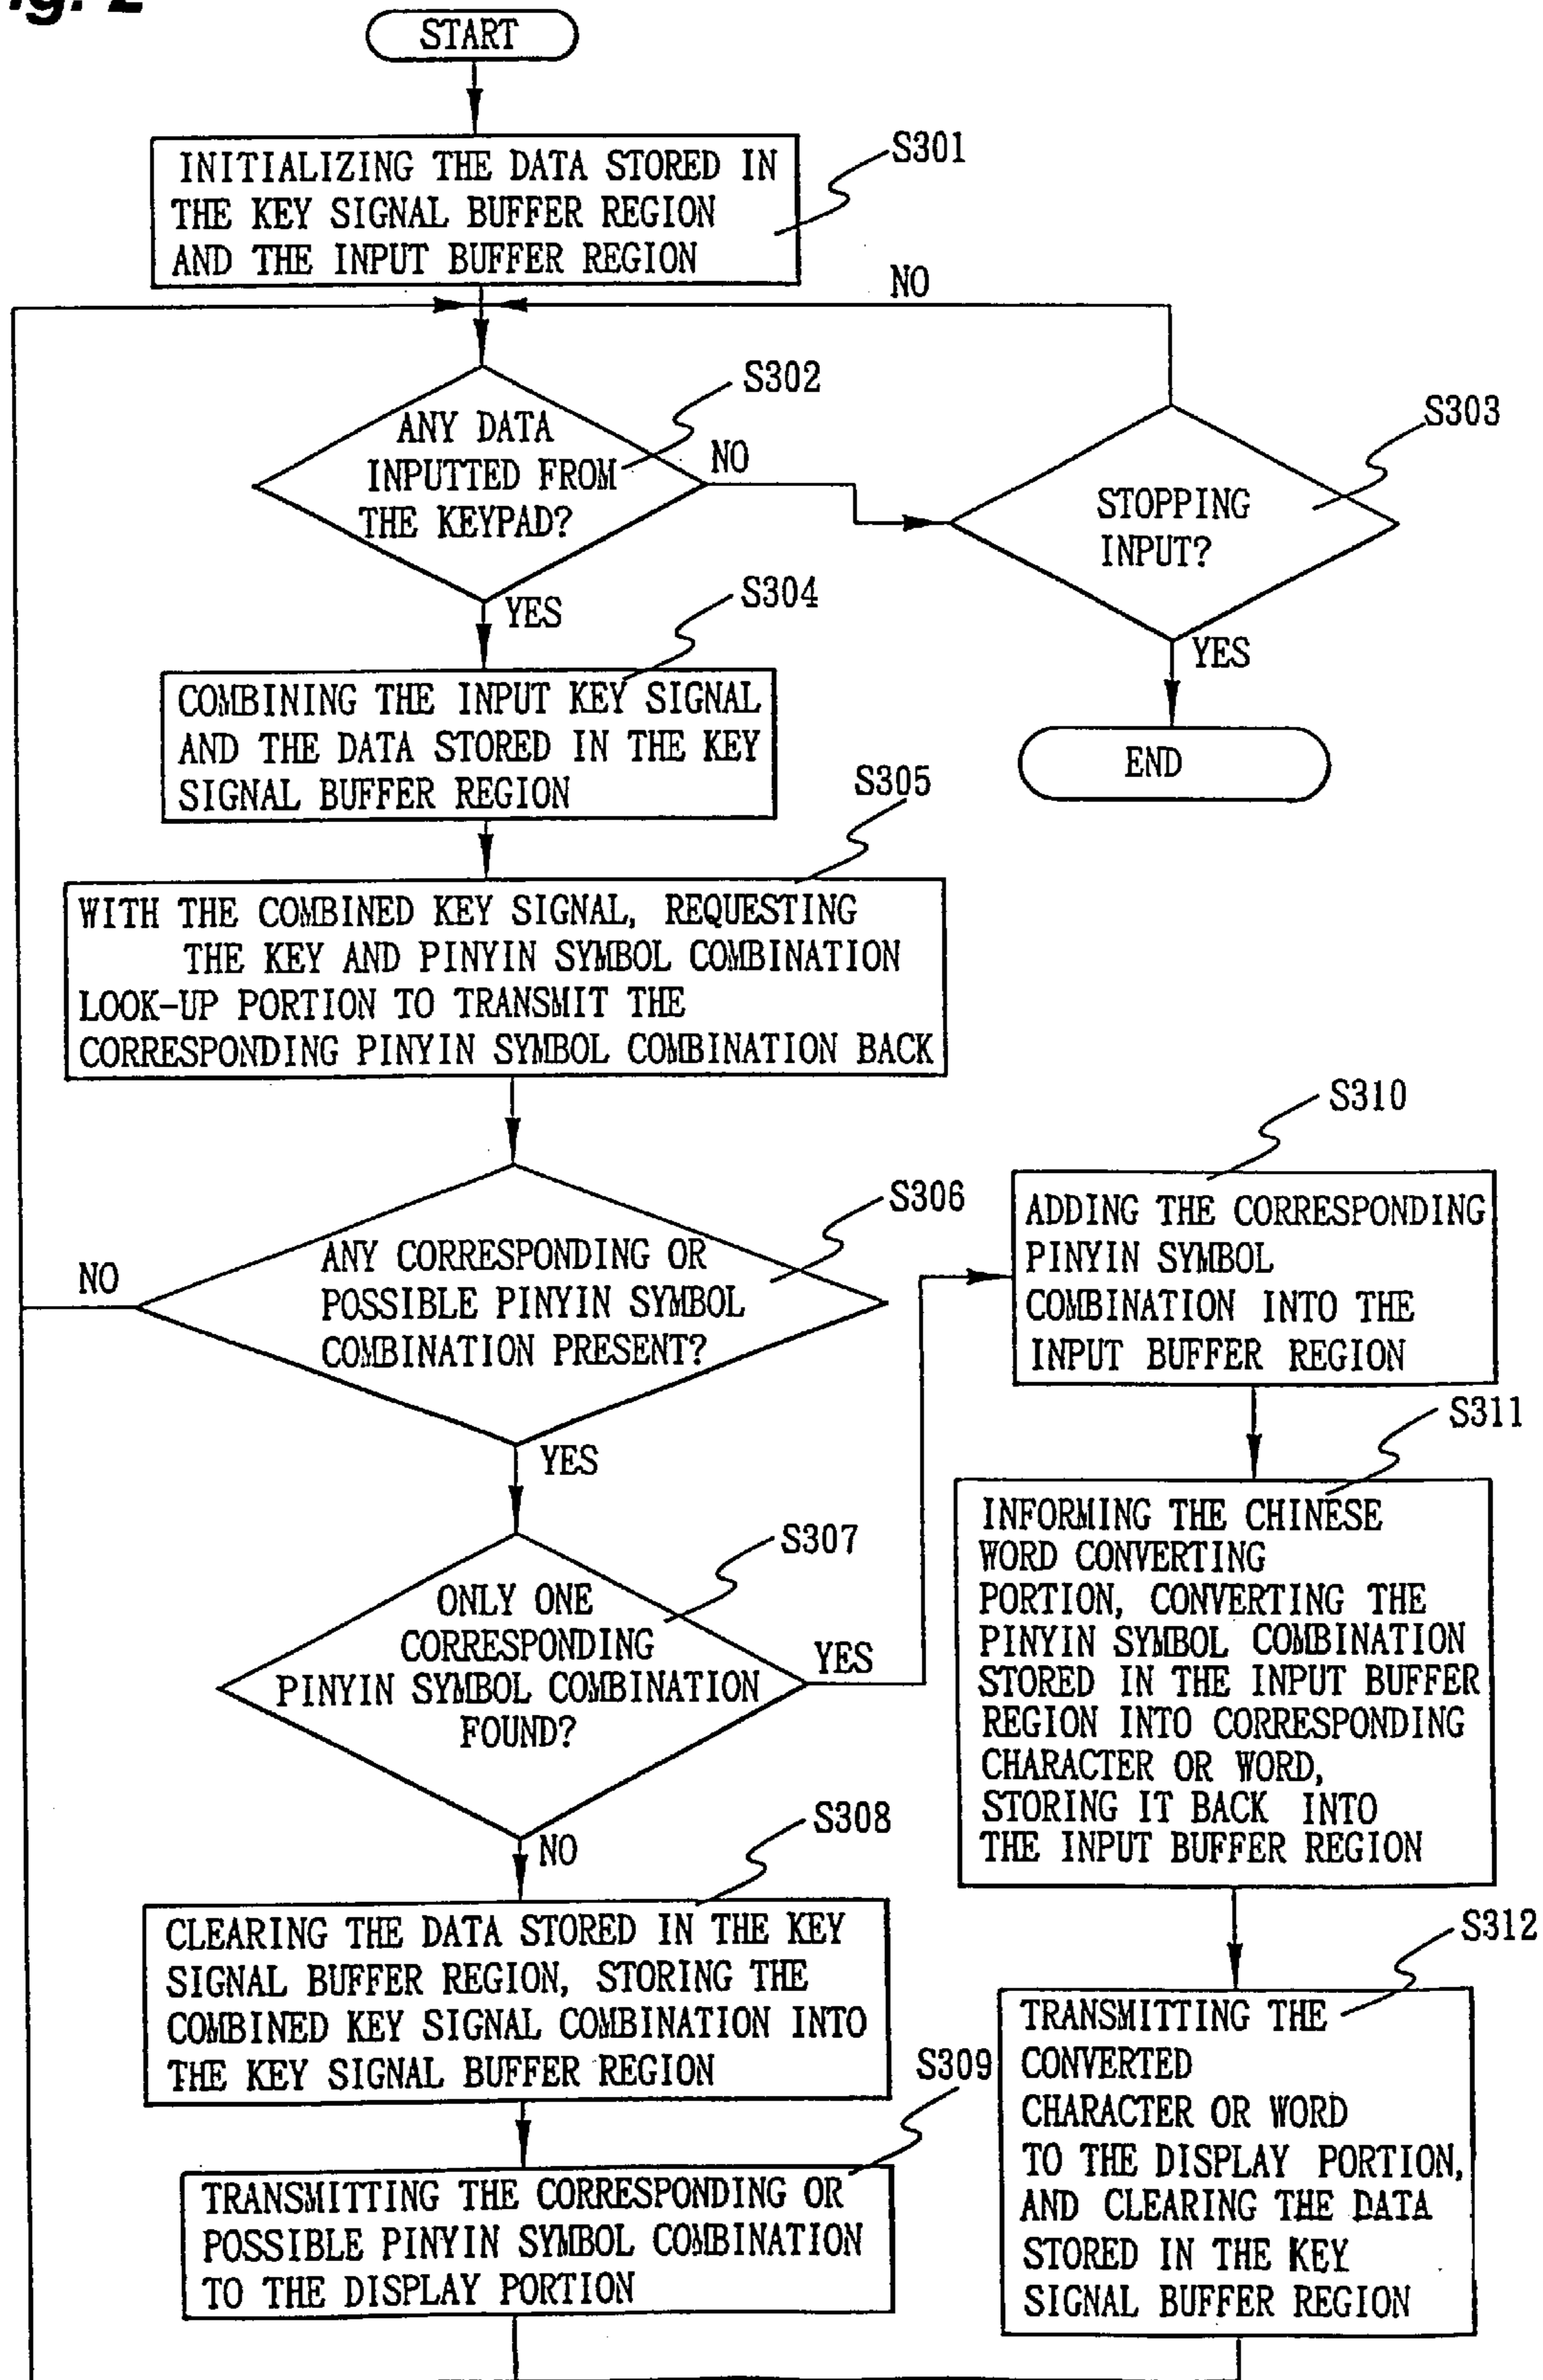 Fig. 2
START
S301
INITIALIZING THE DATA STORED IN
THE KEY SIGNAL BUFFER REGION
AND THE INPUT BUFFER REGION
NO
S302
ANY DATA
INPUTTED FROM
THE KEYPAD?
NO
S303
STOPPING
INPUT?
YES
S304
YES
COMBINING THE INPUT KEY SIGNAL
AND THE DATA STORED IN THE KEY
SIGNAL BUFFER REGION
END
S305
WITH THE COMBINED KEY SIGNAL, REQUESTING
THE KEY AND PINYIN SYMBOL COMBINATION
LOOK-UP PORTION TO TRANSMIT THE
CORRESPONDING PINYIN SYMBOL COMBINATION BACK
S306
ANY CORRESPONDING OR
POSSIBLE PINYIN SYMBOL
COMBINATION PRESENT?
NO
YES
S307
ONLY ONE
CORRESPONDING
PINYIN SYMBOL COMBINATION
FOUND?
YES
NO
S308
CLEARING THE DATA STORED IN THE KEY
SIGNAL BUFFER REGION, STORING THE
COMBINED KEY SIGNAL COMBINATION INTO
THE KEY SIGNAL BUFFER REGION
S309
TRANSMITTING THE CORRESPONDING OR
POSSIBLE PINYIN SYMBOL COMBINATION
TO THE DISPLAY PORTION
S310
ADDING THE CORRESPONDING
PINYIN SYMBOL
COMBINATION INTO THE
INPUT BUFFER REGION
S311
INFORMING THE CHINESE
WORD CONVERTING
PORTION, CONVERTING THE
PINYIN SYMBOL COMBINATION
STORED IN THE INPUT BUFFER
REGION INTO CORRESPONDING
CHARACTER OR WORD,
STORING IT BACK INTO
THE INPUT BUFFER REGION
S312
TRANSMITTING THE
CONVERTED
CHARACTER OR WORD
TO THE DISPLAY PORTION,
AND CLEARING THE DATA
STORED IN THE KEY
SIGNAL BUFFER REGION